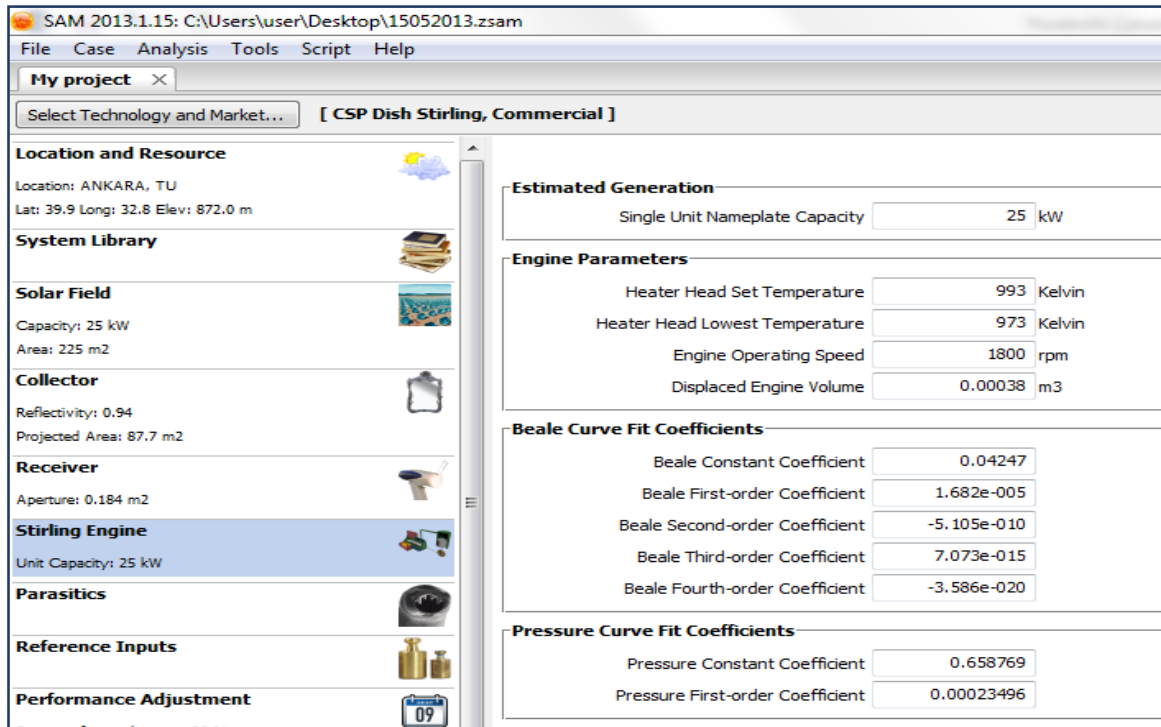 SAM 2013.1.15: C:\Users\user\Desktop\15052013.zsam
File Case Analysis Tools Script Help
My project
Select Technology and Market... [ CSP Dish Stirling, Commercial ]
Location and Resource
Location: ANKARA, TU
Lat: 39.9 Long: 32.8 Elev: 872.0 m
System Library
Solar Field
Capacity: 25 kW
Area: 225 m2
Collector
Reflectivity: 0.94
Projected Area: 87.7 m2
Receiver
Aperture: 0.184 m2
Stirling Engine
Unit Capacity: 25 kW
Parasitics
Reference Inputs
Performance Adjustment
09
Estimated Generation
Single Unit Nameplate Capacity 25 kW
Engine Parameters
Heater Head Set Temperature 993 Kelvin
Heater Head Lowest Temperature 973 Kelvin
Engine Operating Speed 1800 rpm
Displaced Engine Volume 0.00038 m3
Beale Curve Fit Coefficients
Beale Constant Coefficient 0.04247
Beale First-order Coefficient 1.682e-005
Beale Second-order Coefficient -5.105e-010
Beale Third-order Coefficient 7.073e-015
Beale Fourth-order Coefficient -3.586e-020
Pressure Curve Fit Coefficients
Pressure Constant Coefficient 0.658769
Pressure First-order Coefficient 0.00023496